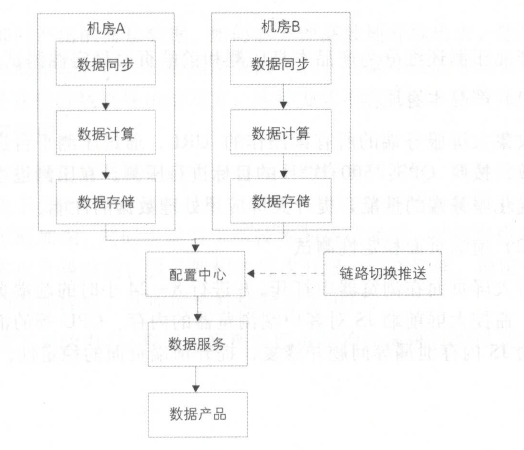 机房A
机房B
数据同步
数据同步
数据计算
数据计算
数据存储
数据存储
配置中心
链路切换推送
数据服务
数据产品